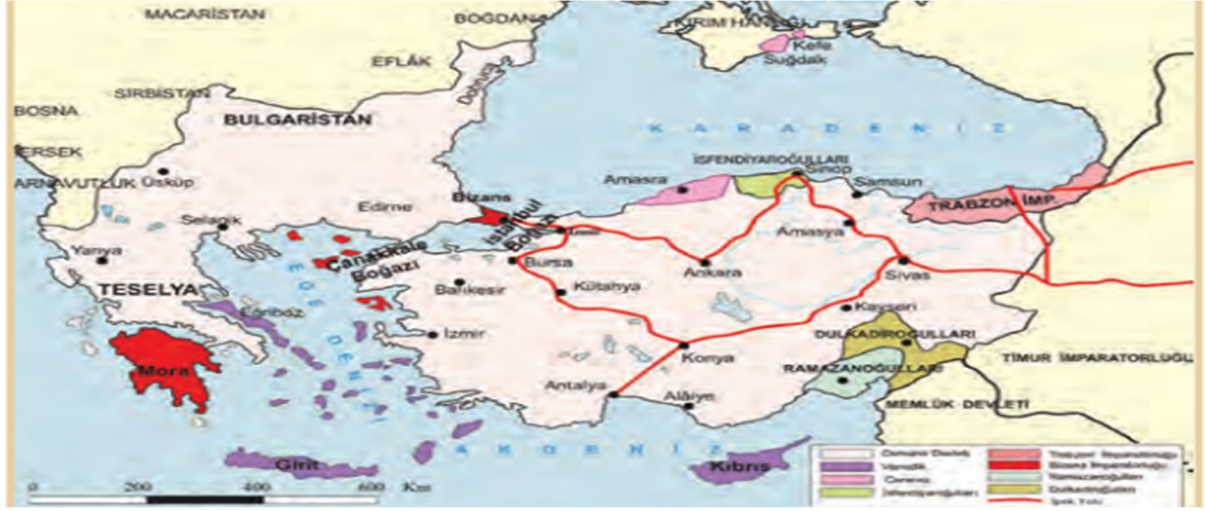 MACARİSTAN
BOĞDAN
KIRIM HANLIĞI
Kefe
Suğdak
EFLÂK
Dobruca
SIRBİSTAN
BOSNA
BULGARİSTAN
KARADENİZ
ERSEK
ARNAVUTLUK
Üsküp
İSFENDİYAROĞULLARI
Sinop
Amasra
Samsun
Bizans
Edirne
TRABZON İMP.
Selanik
İstanbul
Boğazı
Amasya
Yanya
Çanakkale
Boğazı
Bursa
Ankara
Sivas
TESELYA
Balıkesir
Kütahya
Kayseri
EGE DENİZİ
Eğriboz
İzmir
DULKADİROĞULLARI
Konya
TİMUR İMPARATORLUĞU
Mora
RAMAZANOĞULLARI
Antalya
Alâiye
MEMLÜK DEVLETİ
AKDENİZ
Girit
Kıbrıs
Osmanlı Devleti
Venedik
Ceneviz
İsfendiyaroğulları
Trabzon İmparatorluğu
Bizans İmparatorluğu
Ramazanoğulları
Dulkadiroğulları
İpek Yolu
0 200 400 600 Km